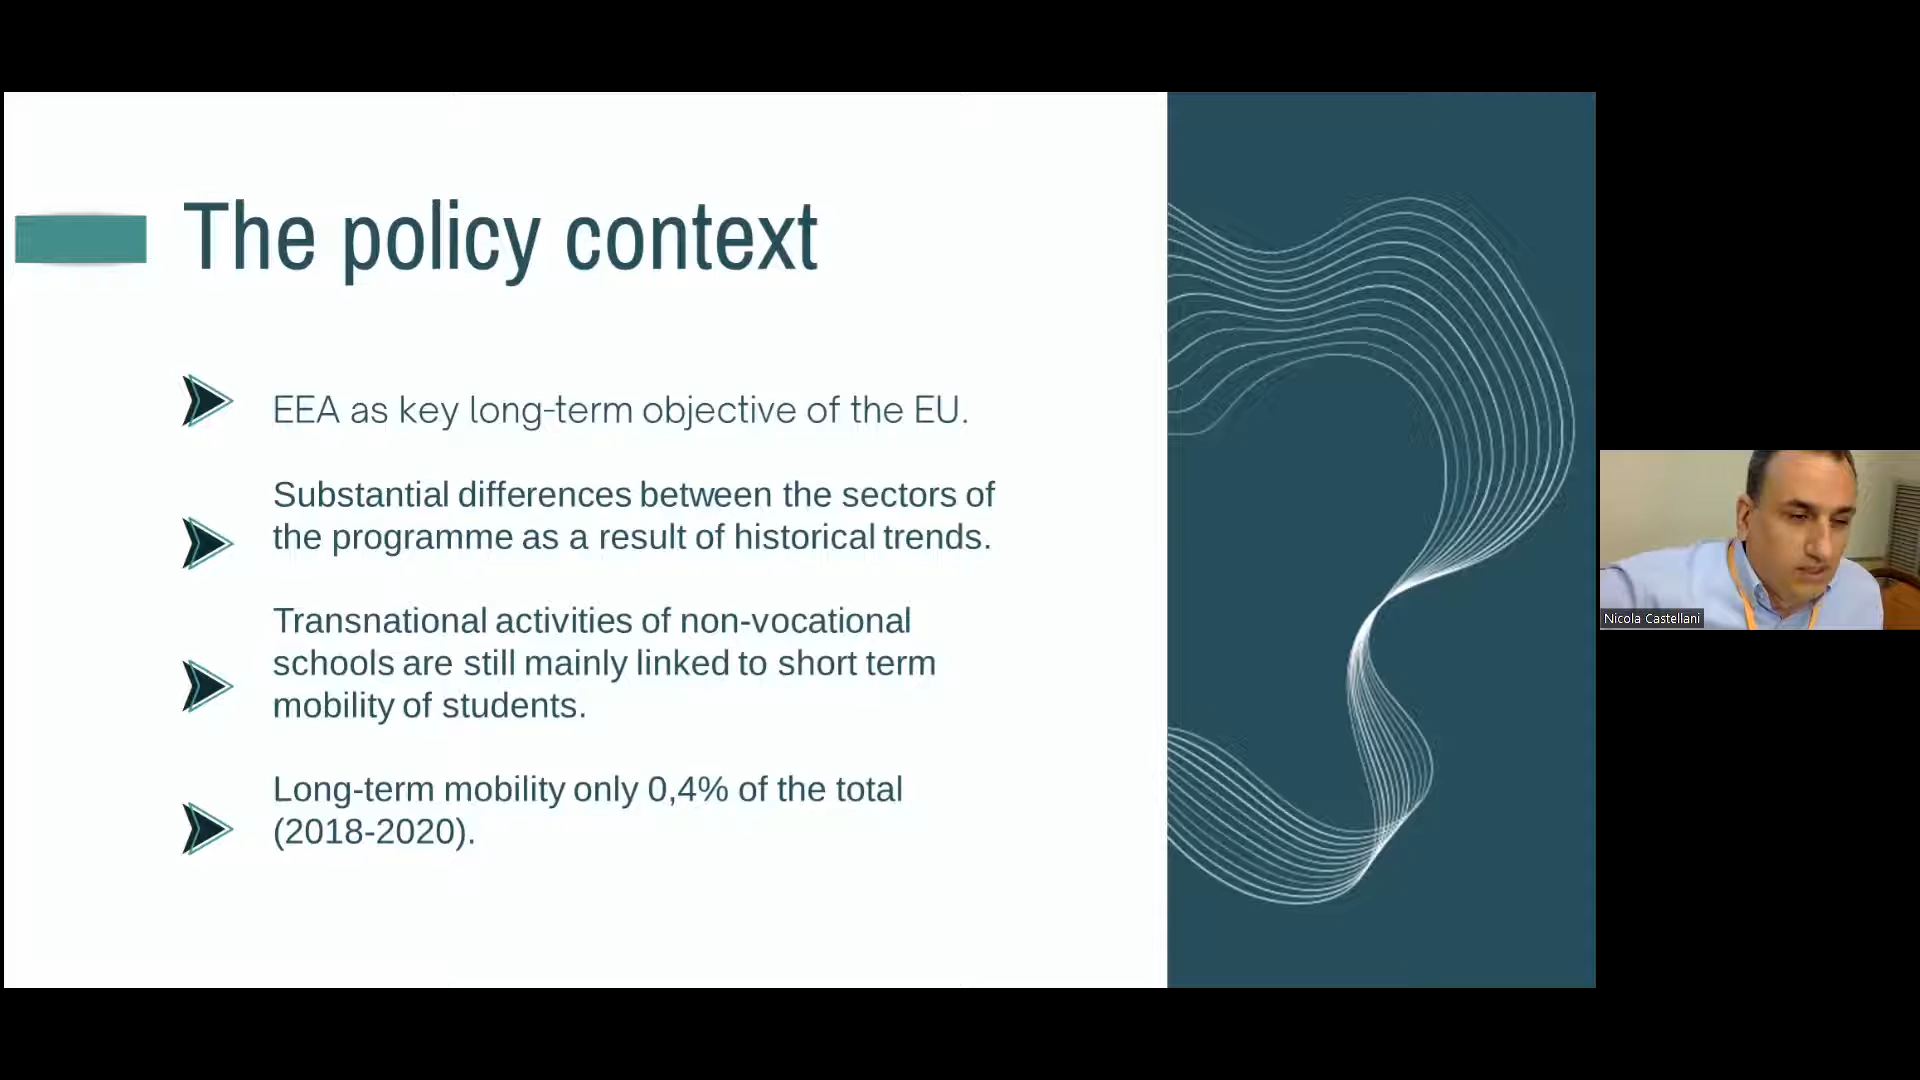 The policy context
EEA as key long-term objective of the EU.
Substantial differences between the sectors of
the programme as a result of historical trends.
Transnational activities of non-vocational
schools are still mainly linked to short term
mobility of students.
Long-term mobility only 0,4% of the total
(2018-2020).
Nicola Castellani